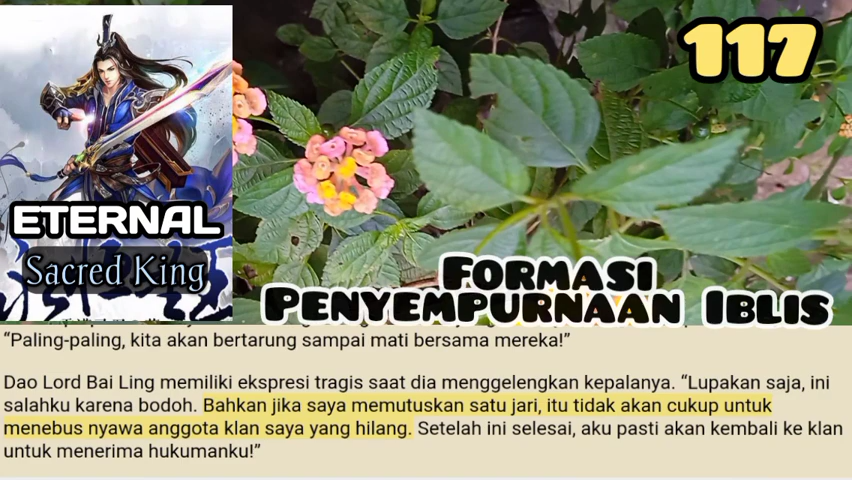 117
ETERNAL
Sacred King
FORMASI
PENYEMPURNAAN IBLIS
“Paling-paling, kita akan bertarung sampai mati bersama mereka!”
Dao Lord Bai Ling memiliki ekspresi tragis saat dia menggelengkan kepalanya. “Lupakan saja, ini
salahku karena bodoh. Bahkan jika saya memutuskan satu jari, itu tidak akan cukup untuk
menebus nyawa anggota klan saya yang hilang. Setelah ini selesai, aku pasti akan kembali ke klan
untuk menerima hukumanku!”